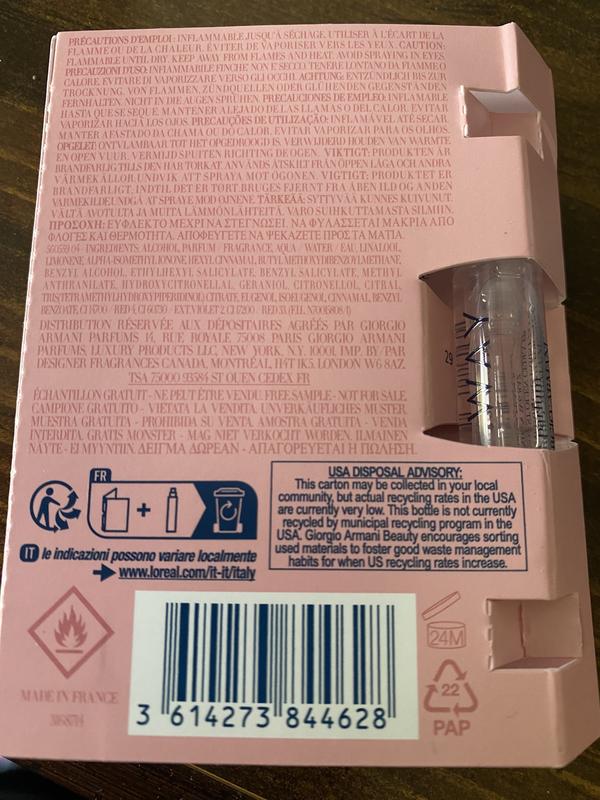 PRÉCAUTIONS D'EMPLOI: INFLAMMABLE JUSQU'À SÉCHAGE, UTILISER À L'ÉCART DE LA
FLAMME OU DE LA CHALEUR. ÉVITER DE VAPORISER VERS LES YEUX. CAUTION:
FLAMMABLE UNTIL DRY. KEEP AWAY FROM FLAMES AND HEAT. AVOID SPRAYING IN EYES.
PRECAUZIONI D'USO: INFIAMMABILE FINCHÉ NON È SECCO. TENERE LONTANO DA FIAMME O
CALORE. EVITARE DI VAPORIZZARE VERSO GLI OCCHI. ACHTUNG: ENTZÜNDLICH BIS ZUR
TROCKNUNG. VON FLAMMEN, ZÜNDQUELLEN ODER GLÜHENDEN GEGENSTÄNDEN
FERNHALTEN. NICHT IN DIE AUGEN SPRÜHEN. PRECAUCIONES DE EMPLEO: INFLAMABLE
HASTA QUE SE SEQUE. MANTENER ALEJADO DE LAS LLAMAS O DEL CALOR. EVITAR
VAPORIZAR HACIA LOS OJOS. PRECAUÇÕES DE UTILIZAÇÃO: INFLAMÁVEL ATÉ SECAR.
MANTER AFASTADO DA CHAMA OU DO CALOR. EVITAR VAPORIZAR PARA OS OLHOS.
OPGELET: ONTVLAMBAAR TOT HET OPGEDROOGD IS. VERWIJDERD HOUDEN VAN WARMTE
EN OPEN VUUR. VERMIJD SPUITEN RICHTING DE OGEN. VIKTIGT: PRODUKTEN ÄR
BRANDFARLIG TILLS DEN HAR TORKAT. ANVÄNDS ÅTSKILT FRÅN ÖPPEN LÅGA OCH ANDRA
VÄRMEKÄLLOR. UNDVIK ATT SPRAYA MOT ÖGONEN. VIGTIGT: PRODUKTET ER
BRANDFARLIGT, INDTIL DET ER TØRT. BRUGES FJERNT FRA ÅBEN ILD OG ANDEN
VARMEKILDE. UNDGÅ AT SPRAYE MOD ØJNENE. TÄRKEÄÄ: SYTTYVÄÄ KUNNES KUIVUNUT.
VÄLTÄ AVOTULTA JA MUITA LÄMMÖNLÄHTEITÄ. VARO SUIHKUTTAMASTA SILMIIN.
ΠΡΟΣΟΧΗ: ΕΥΦΛΕΚΤΟ ΜΕΧΡΙ ΝΑ ΣΤΕΓΝΩΣΕΙ. ΝΑ ΦΥΛΑΣΣΕΤΑΙ ΜΑΚΡΙΑ ΑΠΟ
ΦΛΟΓΕΣ ΚΑΙ ΘΕΡΜΟΤΗΤΑ. ΑΠΟΦΕΥΓΕΤΕ ΝΑ ΨΕΚΑΖΕΤΕ ΠΡΟΣ ΤΑ ΜΑΤΙΑ.
INGREDIENTS: ALCOHOL, PARFUM / FRAGRANCE, AQUA / WATER / EAU, LINALOOL,
LIMONENE, ALPHA-ISOMETHYL IONONE, HEXYL CINNAMAL, BUTYL METHOXYDIBENZOYLMETHANE,
BENZYL ALCOHOL, ETHYLHEXYL SALICYLATE, BENZYL SALICYLATE, METHYL
ANTHRANILATE, HYDROXYCITRONELLAL, GERANIOL, CITRONELLOL, CITRAL,
TRIS(TETRAMETHYLHYDROXYPIPERIDINOL) CITRATE, EUGENOL, ISOEUGENOL, CINNAMAL, BENZYL
BENZOATE, CI 14700 / RED 4, CI 60730 / EXT. VIOLET 2, CI 17200 / RED 33.
DISTRIBUTION RÉSERVÉE AUX DÉPOSITAIRES AGRÉÉS PAR GIORGIO
ARMANI PARFUMS 14, RUE ROYALE 75008 PARIS GIORGIO ARMANI
PARFUMS, LUXURY PRODUCTS LLC, NEW YORK, N.Y. 10001. IMP. BY/PAR
DESIGNER FRAGRANCES CANADA, MONTRÉAL, H4T 1K5. LONDON W6 8AZ.
TSA 75000 93584 ST OUEN CEDEX FR
ÉCHANTILLON GRATUIT - NE PEUT ÊTRE VENDU. FREE SAMPLE - NOT FOR SALE.
CAMPIONE GRATUITO - VIETATA LA VENDITA. UNVERKÄUFLICHES MUSTER.
MUESTRA GRATUITA - PROHIBIDA SU VENTA. AMOSTRA GRATUITA - VENDA
INTERDITA. GRATIS MONSTER - MAG NIET VERKOCHT WORDEN. ILMAINEN
NÄYTE - EI MYYNTIIN. ΔΕΙΓΜΑ ΔΩΡΕΑΝ - ΑΠΑΓΟΡΕΥΕΤΑΙ Η ΠΩΛΗΣΗ.
WAY
29
FR
+
IT le indicazioni possono variare localmente
www.loreal.com/it-it/italy
USA DISPOSAL ADVISORY:
This carton may be collected in your local
community, but actual recycling rates in the USA
are currently very low. This bottle is not currently
recycled by municipal recycling program in the
USA. Giorgio Armani Beauty encourages sorting
used materials to foster good waste management
habits for when US recycling rates increase.
MADE IN FRANCE
3 614273 844628
24M
22
PAP